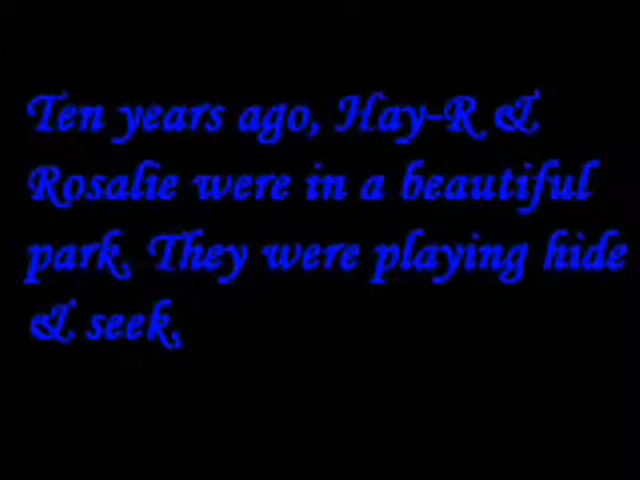 Ten years ago, Hay-R &
Rosalie were in a beautiful
park. They were playing hide
& seek,